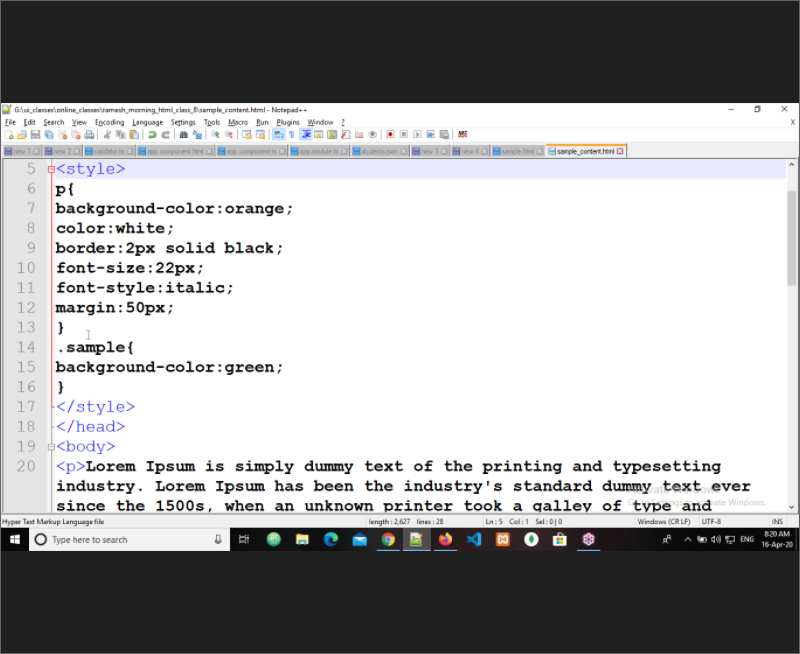 G:\ui_classes\online_classes\ramesh_morning_html_class_8\sample_content.html - Notepad++
File Edit Search View Encoding Language Settings Tools Macro Run Plugins Window ?
X
new 1 new 2 validator.ts app.component.html app.component.ts app.module.ts students.json new 3 new 4 sample.html sample_content.html
5 <style>
6 p{
7 background-color:orange;
8 color:white;
9 border:2px solid black;
10 font-size:22px;
11 font-style:italic;
12 margin:50px;
13 }
14 .sample{
15 background-color:green;
16 }
17 </style>
18 </head>
19 <body>
20 <p>Lorem Ipsum is simply dummy text of the printing and typesetting
industry. Lorem Ipsum has been the industry's standard dummy text ever
since the 1500s, when an unknown printer took a galley of type and
Hyper Text Markup Language file length : 2,627 lines : 28 Ln : 5 Col : 1 Sel : 0 | 0 Windows (CR LF) UTF-8 INS
Type here to search
ENG
8:20 AM
16-Apr-20